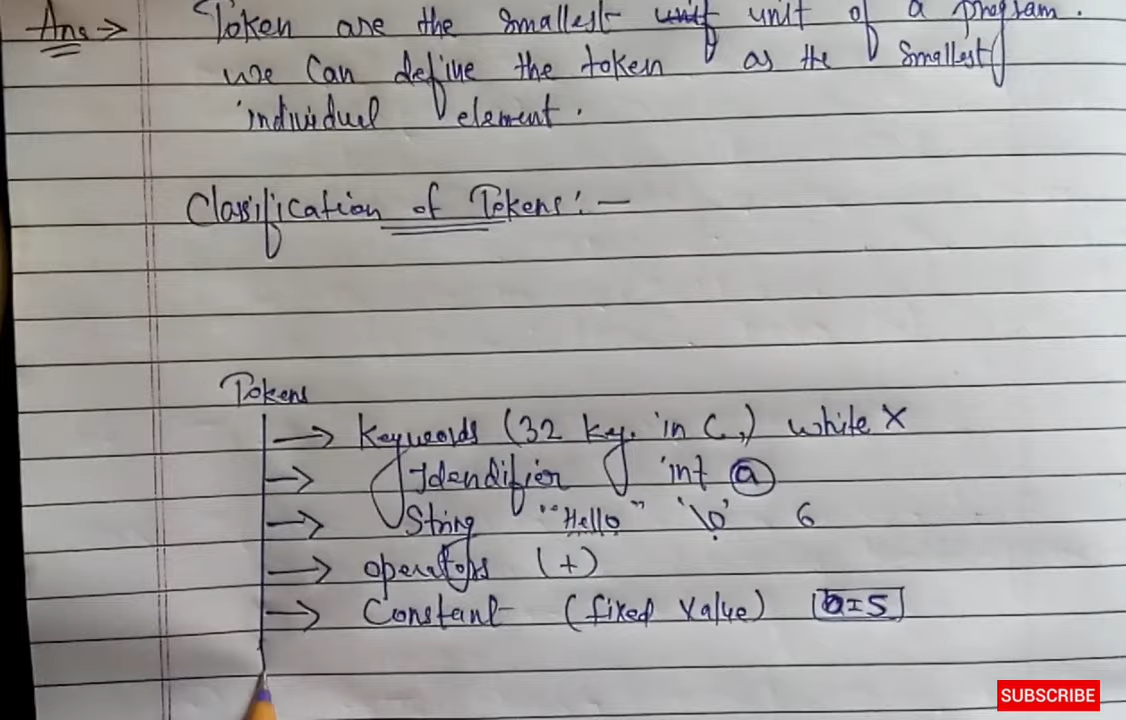 Ans → Token are the smallest unit unit of a program.
we can define the token as the smallest
individual element.
Classification of Tokens:-
Tokens
→ Keywords (32 key. in C,) while X
→ Idendifier int a
→ String "Hello" '\0' 6
→ operators (+)
→ Constant (fixed value) a=5
SUBSCRIBE